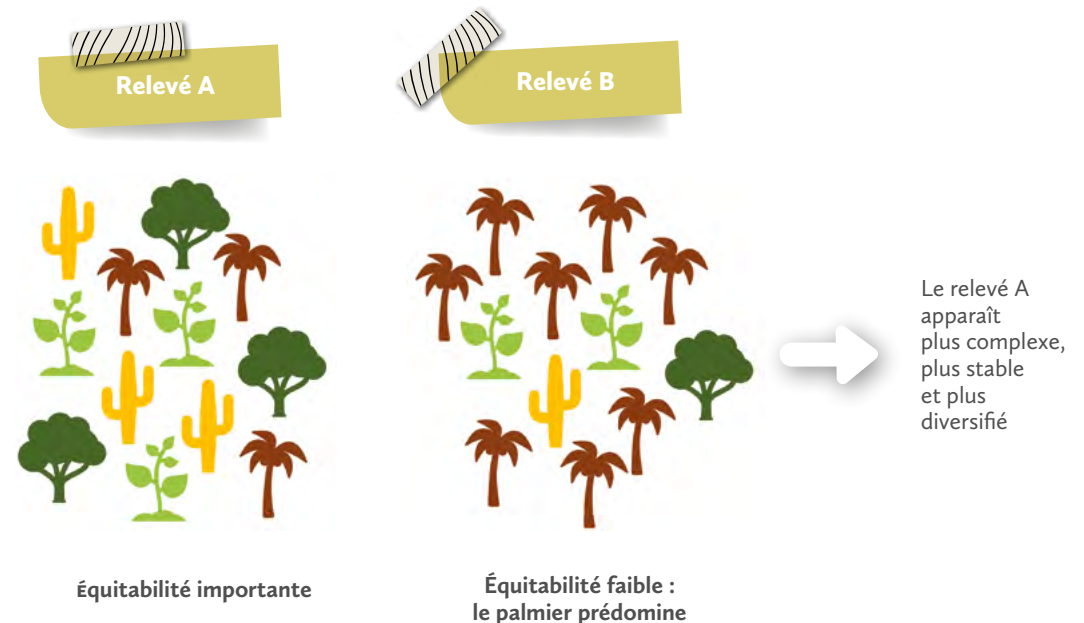 Relevé A
Relevé B
Le relevé A
apparaît
plus complexe,
plus stable
et plus
diversifié
Équitabilité importante
Équitabilité faible :
le palmier prédomine